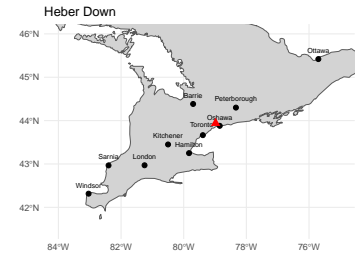 Heber Down
46°N
45°N
44°N
43°N
42°N
Ottawa
Barrie
Peterborough
Oshawa
Toronto
Kitchener
Hamilton
Sarnia
London
Windsor
84°W 82°W 80°W 78°W 76°W